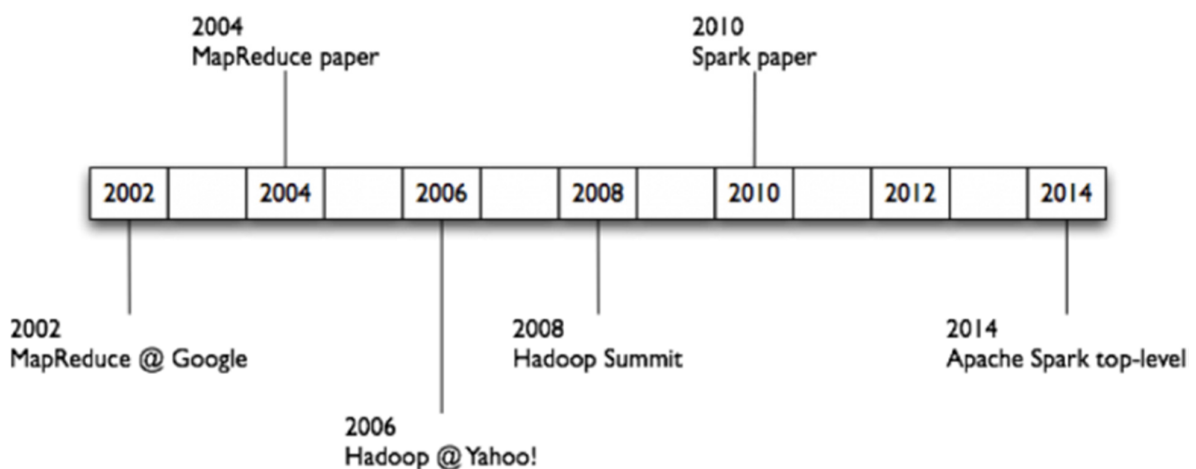 2004
MapReduce paper
2010
Spark paper
2002 2004 2006 2008 2010 2012 2014
2002
MapReduce @ Google
2008
Hadoop Summit
2014
Apache Spark top-level
2006
Hadoop @ Yahoo!